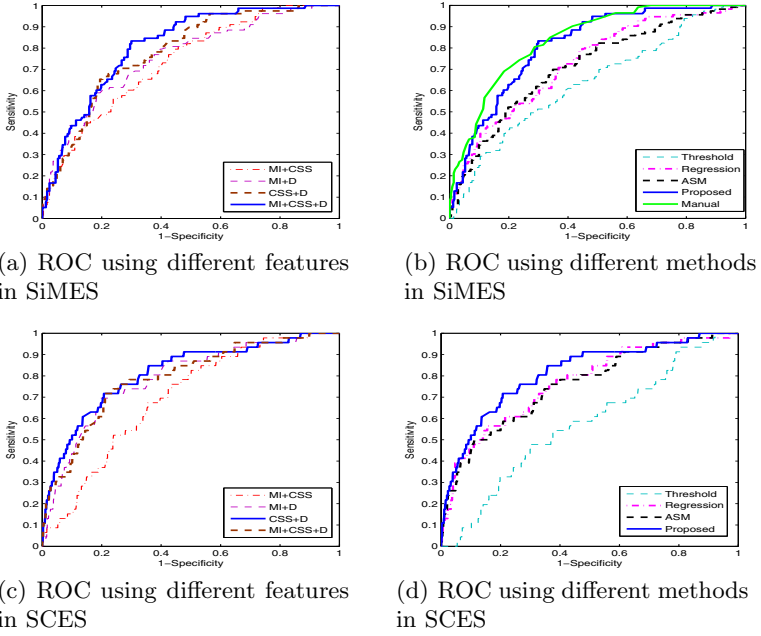 1
0.9
0.8
0.7
0.6
0.5
0.4
0.3
0.2
0.1
0
Sensitivity
0 0.2 0.4 0.6 0.8 1
1−Specificity
MI+CSS
MI+D
CSS+D
MI+CSS+D
(a) ROC using different features
in SiMES
1
0.9
0.8
0.7
0.6
0.5
0.4
0.3
0.2
0.1
0
Sensitivity
0 0.2 0.4 0.6 0.8 1
1−Specificity
Threshold
Regression
ASM
Proposed
Manual
(b) ROC using different methods
in SiMES
1
0.9
0.8
0.7
0.6
0.5
0.4
0.3
0.2
0.1
0
Sensitivity
0 0.2 0.4 0.6 0.8 1
1−Specificity
MI+CSS
MI+D
CSS+D
MI+CSS+D
(c) ROC using different features
in SCES
1
0.9
0.8
0.7
0.6
0.5
0.4
0.3
0.2
0.1
0
Sensitivity
0 0.2 0.4 0.6 0.8 1
1−Specificity
Threshold
Regression
ASM
Proposed
(d) ROC using different methods
in SCES